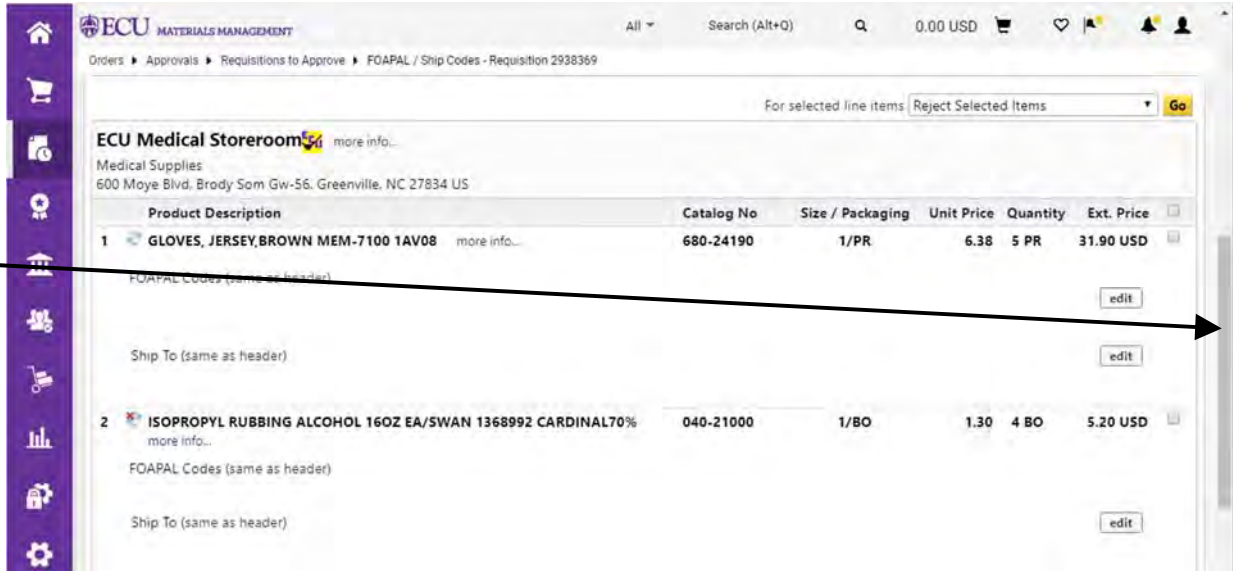 ECU MATERIALS MANAGEMENT All Search (Alt+Q) 0.00 USD
Orders Approvals Requisitions to Approve FOAPAL / Ship Codes - Requisition 2938369
For selected line items Reject Selected Items Go
ECU Medical Storeroom more info...
Medical Supplies
600 Moye Blvd, Brody Som Gw-56, Greenville, NC 27834 US
Product Description Catalog No Size / Packaging Unit Price Quantity Ext. Price
1 GLOVES, JERSEY,BROWN MEM-7100 1AV08 more info... 680-24190 1/PR 6.38 5 PR 31.90 USD
FOAPAL Codes (same as header)
edit
Ship To (same as header) edit
2 ISOPROPYL RUBBING ALCOHOL 16OZ EA/SWAN 1368992 CARDINAL70% 040-21000 1/BO 1.30 4 BO 5.20 USD
more info...
FOAPAL Codes (same as header)
Ship To (same as header) edit